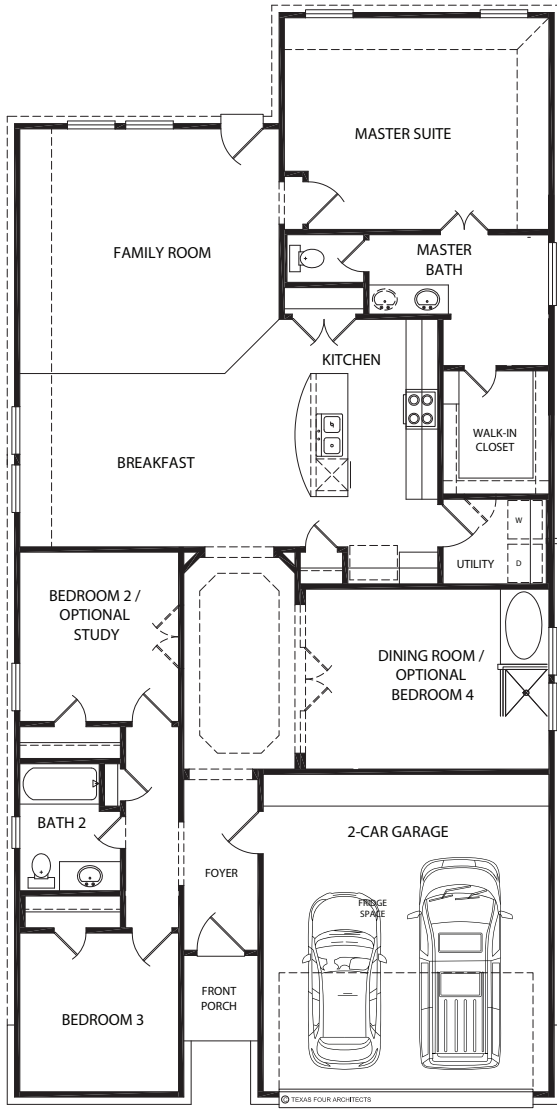 MASTER SUITE
FAMILY ROOM
MASTER
BATH
KITCHEN
WALK-IN
CLOSET
BREAKFAST
W
UTILITY
D
BEDROOM 2 /
OPTIONAL
STUDY
DINING ROOM /
OPTIONAL
BEDROOM 4
BATH 2
2-CAR GARAGE
FOYER
FRIDGE
SPACE
FRONT
PORCH
BEDROOM 3
© TEXAS FOUR ARCHITECTS